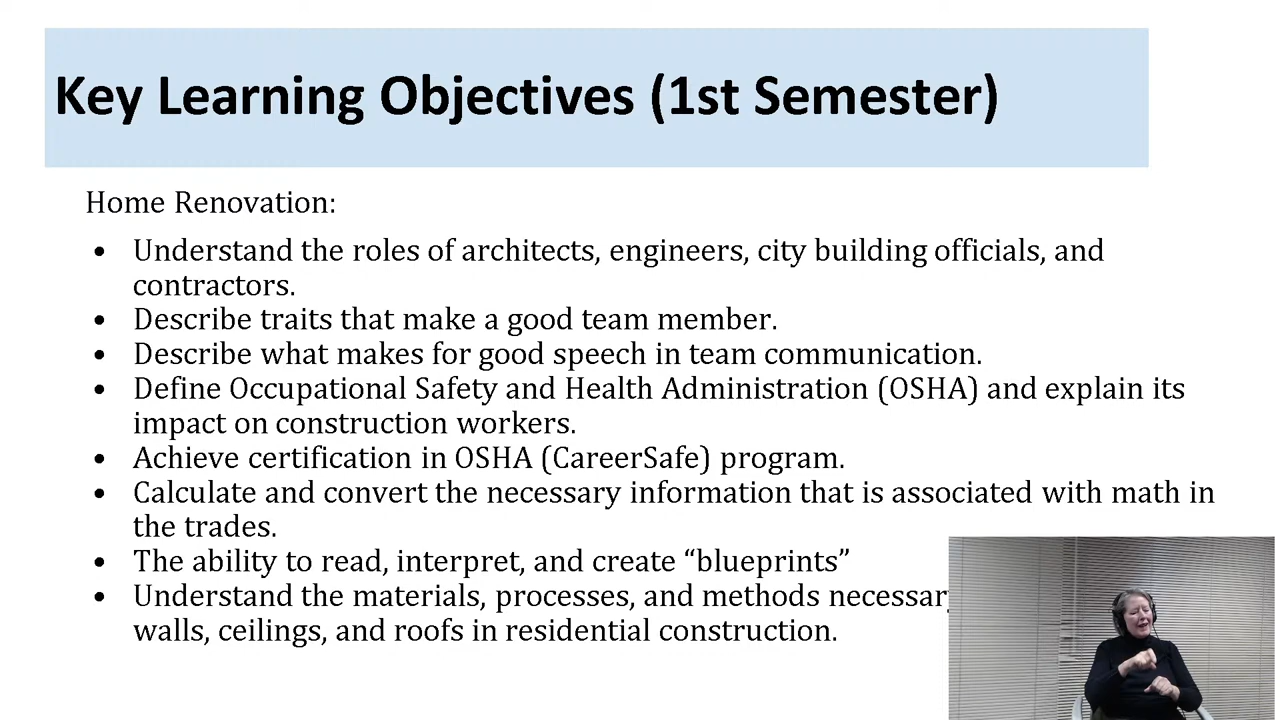 Key Learning Objectives (1st Semester)
Home Renovation:
• Understand the roles of architects, engineers, city building officials, and
contractors.
• Describe traits that make a good team member.
• Describe what makes for good speech in team communication.
• Define Occupational Safety and Health Administration (OSHA) and explain its
impact on construction workers.
• Achieve certification in OSHA (CareerSafe) program.
• Calculate and convert the necessary information that is associated with math in
the trades.
• The ability to read, interpret, and create “blueprints”
• Understand the materials, processes, and methods necessary
walls, ceilings, and roofs in residential construction.